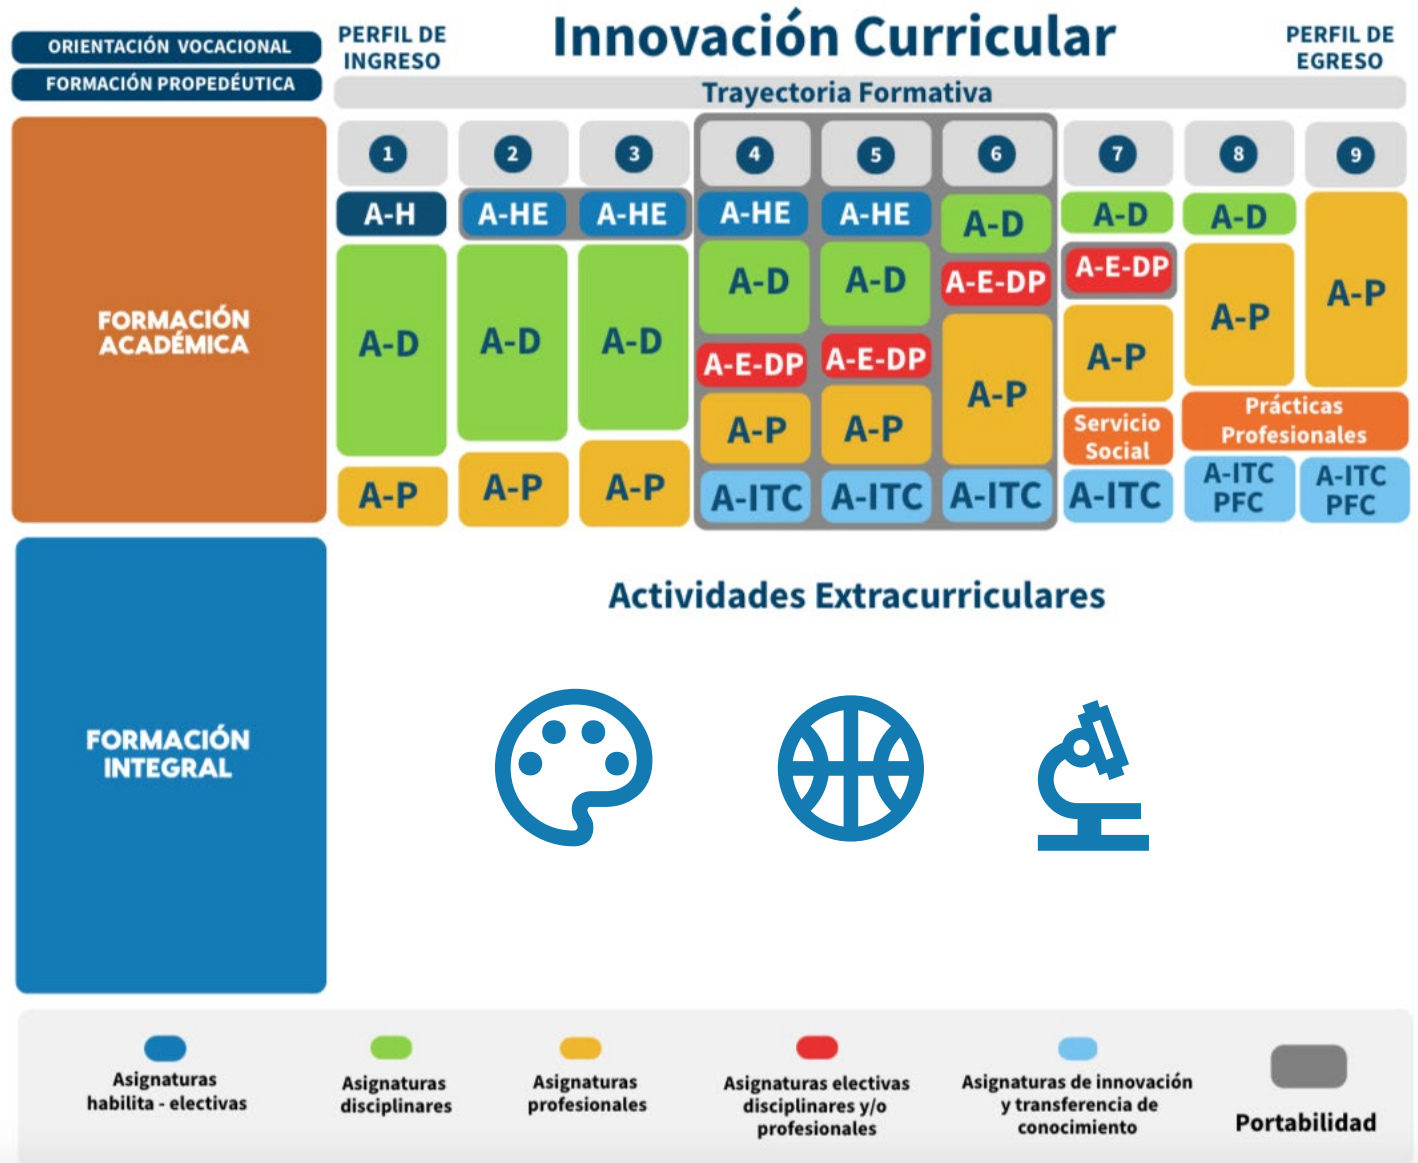 ORIENTACIÓN VOCACIONAL
FORMACIÓN PROPEDÉUTICA
PERFIL DE
INGRESO
Innovación Curricular
PERFIL DE
EGRESO
Trayectoria Formativa
FORMACIÓN
ACADÉMICA
1
2
3
4
5
6
7
8
9
A-H
A-D
A-P
A-HE
A-D
A-P
A-HE
A-D
A-P
A-HE
A-D
A-E-DP
A-P
A-ITC
A-HE
A-D
A-E-DP
A-P
A-ITC
A-D
A-E-DP
A-P
A-ITC
A-D
A-E-DP
A-P
Servicio
Social
A-ITC
A-D
A-P
A-P
Prácticas
Profesionales
A-ITC
PFC
A-ITC
PFC
FORMACIÓN
INTEGRAL
Actividades Extracurriculares
Asignaturas
habilita - electivas
Asignaturas
disciplinares
Asignaturas
profesionales
Asignaturas electivas
disciplinares y/o
profesionales
Asignaturas de innovación
y transferencia de
conocimiento
Portabilidad